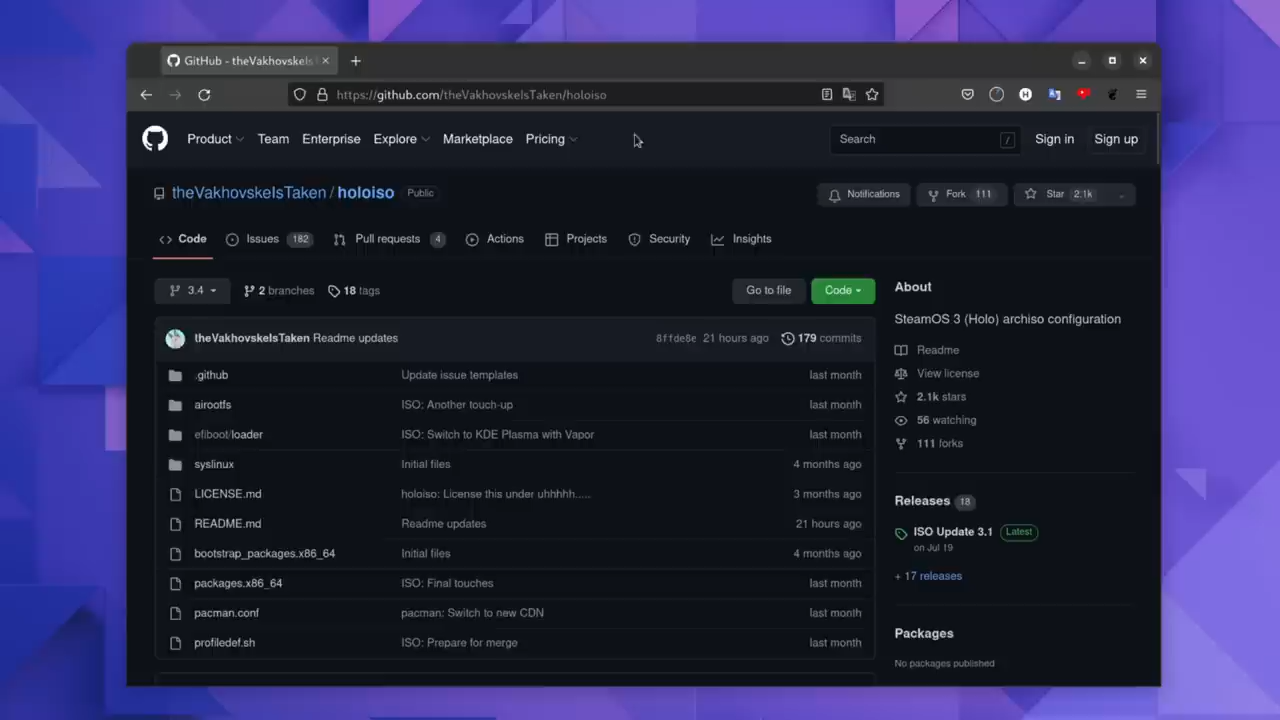 GitHub - theVakhovskeIs
https://github.com/theVakhovskeIsTaken/holoiso
Product Team Enterprise Explore Marketplace Pricing Search / Sign in Sign up
theVakhovskeIsTaken / holoiso Public Notifications Fork 111 Star 2.1k
Code Issues 182 Pull requests 4 Actions Projects Security Insights
3.4 2 branches 18 tags Go to file Code
theVakhovskeIsTaken Readme updates 8ffde8e 21 hours ago 179 commits
.github Update issue templates last month
airootfs ISO: Another touch-up last month
efiboot/loader ISO: Switch to KDE Plasma with Vapor last month
syslinux Initial files 4 months ago
LICENSE.md holoiso: License this under uhhhhh..... 3 months ago
README.md Readme updates 21 hours ago
bootstrap_packages.x86_64 Initial files 4 months ago
packages.x86_64 ISO: Final touches last month
pacman.conf pacman: Switch to new CDN last month
profiledef.sh ISO: Prepare for merge last month
About
SteamOS 3 (Holo) archiso configuration
Readme
View license
2.1k stars
56 watching
111 forks
Releases 18
ISO Update 3.1 Latest
on Jul 19
+ 17 releases
Packages
No packages published